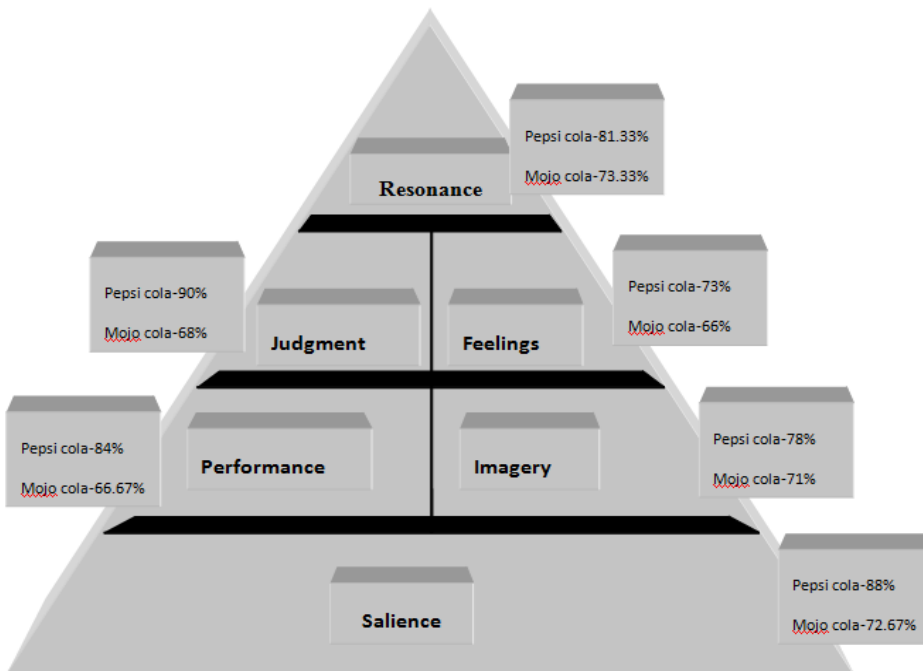 Pepsi cola-81.33%
Mojo cola-73.33%
Resonance
Pepsi cola-90%
Mojo cola-68%
Judgment
Feelings
Pepsi cola-73%
Mojo cola-66%
Pepsi cola-84%
Mojo cola-66.67%
Performance
Imagery
Pepsi cola-78%
Mojo cola-71%
Salience
Pepsi cola-88%
Mojo cola-72.67%